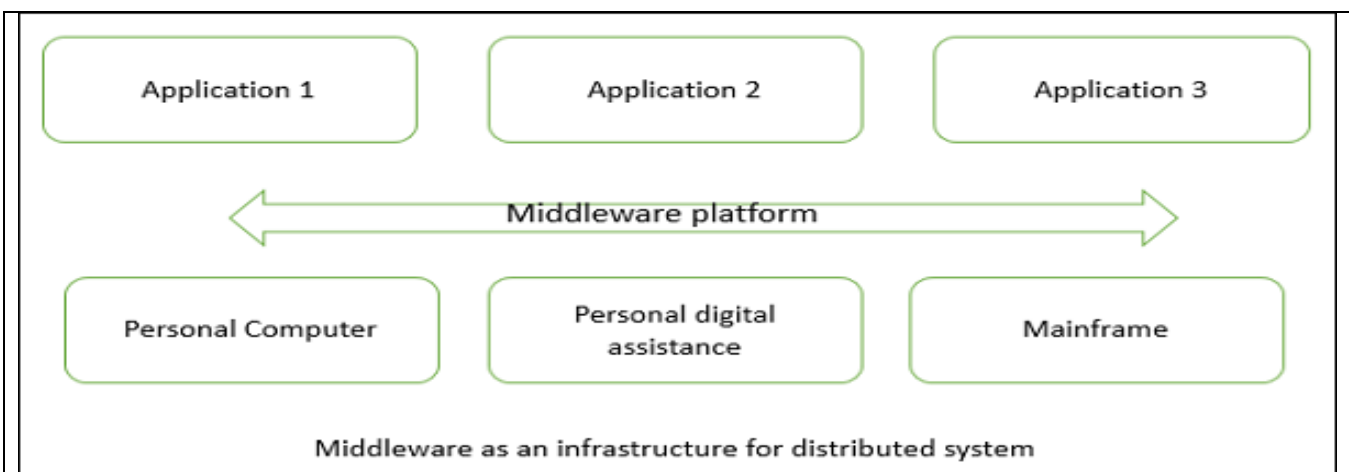 Application 1
Application 2
Application 3
Middleware platform
Personal Computer
Personal digital
assistance
Mainframe
Middleware as an infrastructure for distributed system